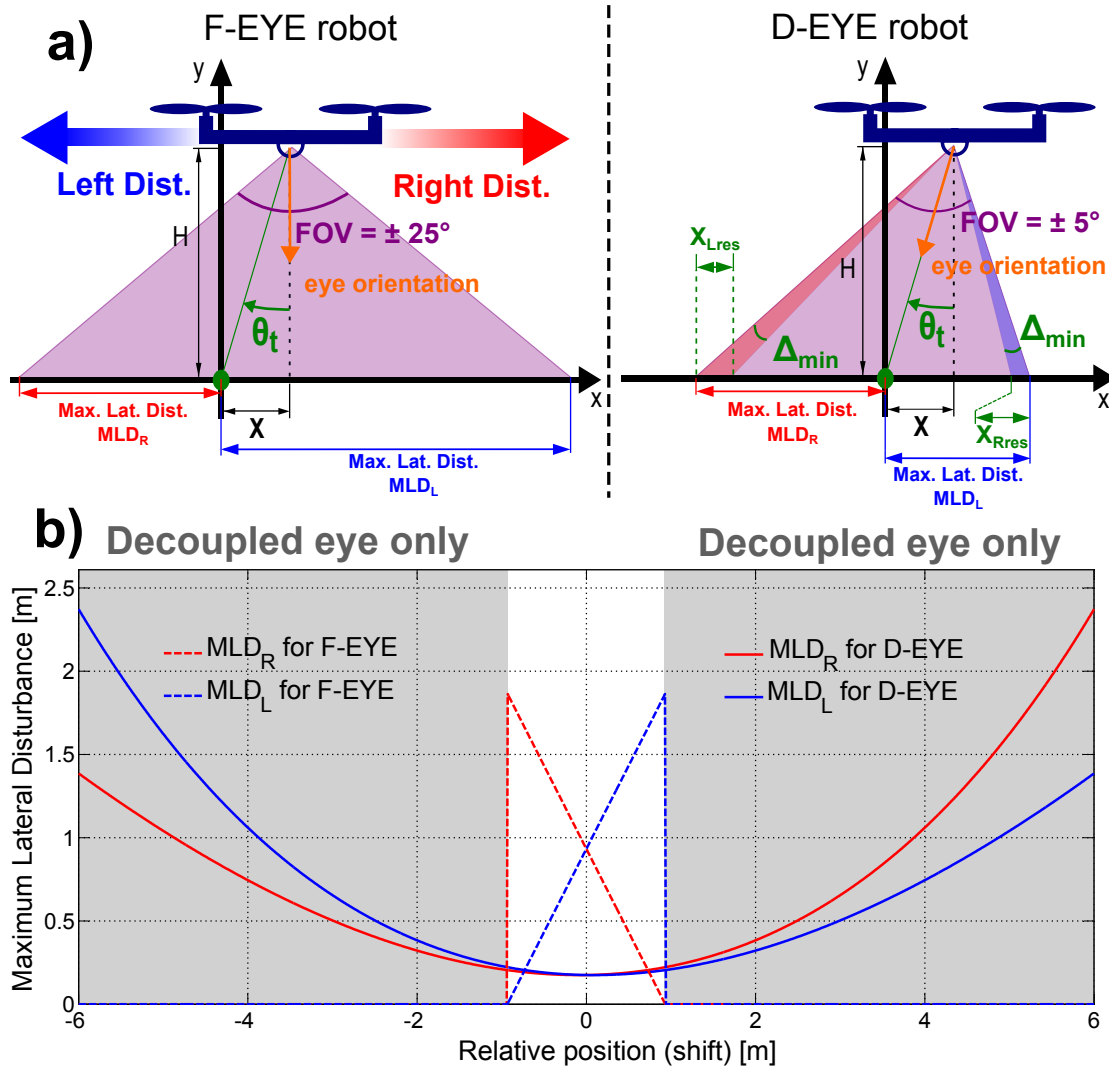 a)
F-EYE robot
D-EYE robot
y
y
Left Dist.
Right Dist.
H
FOV = ± 25°
eye orientation
θt
x
Max. Lat. Dist.
MLDR
X
Max. Lat. Dist.
MLDL
XLres
H
FOV = ± 5°
eye orientation
θt
Δmin
Δmin
x
Max. Lat. Dist.
MLDR
X
XRres
Max. Lat. Dist.
MLDL
b)
Decoupled eye only
Decoupled eye only
Maximum Lateral Disturbance [m]
2.5
2
1.5
1
0.5
0
MLDR for F-EYE
MLDL for F-EYE
MLDR for D-EYE
MLDL for D-EYE
-6 -4 -2 0 2 4 6
Relative position (shift) [m]